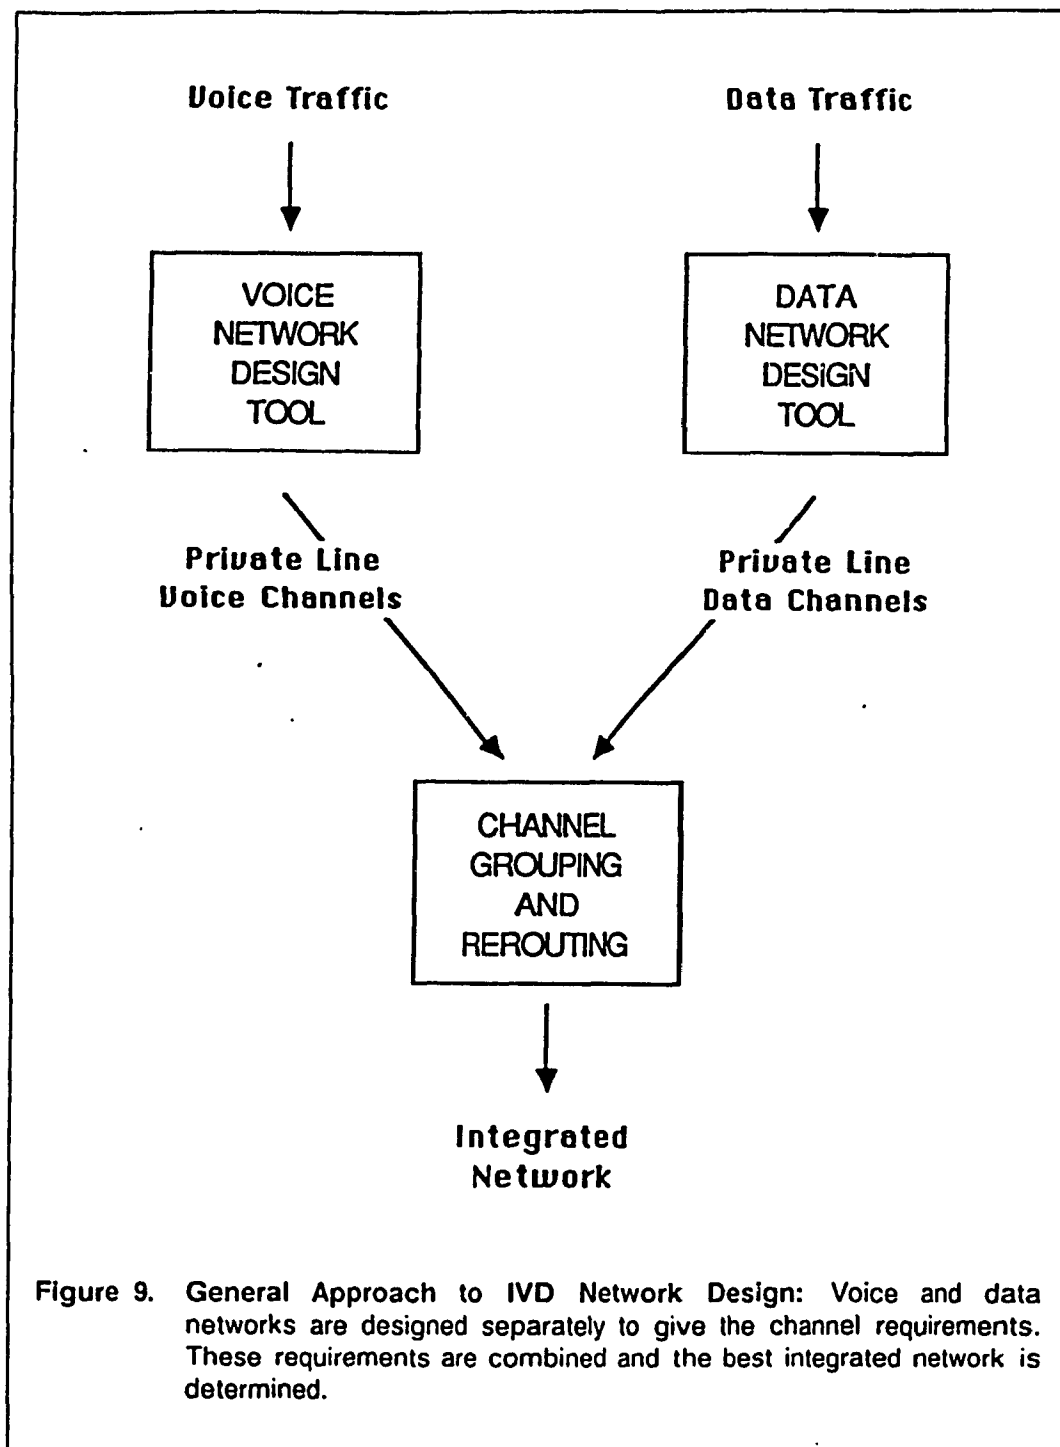 Voice Traffic
Data Traffic
VOICE
NETWORK
DESIGN
TOOL
DATA
NETWORK
DESIGN
TOOL
Private Line
Voice Channels
Private Line
Data Channels
CHANNEL
GROUPING
AND
REROUTING
Integrated
Network
Figure 9. General Approach to IVD Network Design: Voice and data
networks are designed separately to give the channel requirements.
These requirements are combined and the best integrated network is
determined.